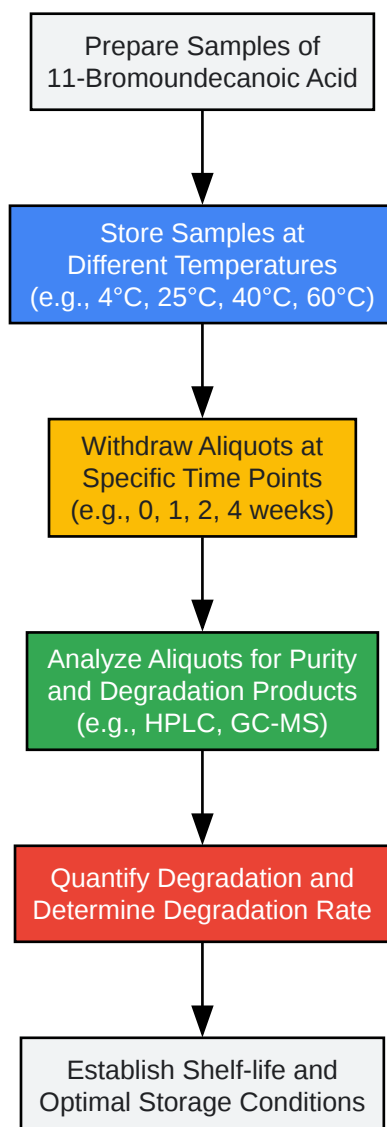 Prepare Samples of
11-Bromoundecanoic Acid
Store Samples at
Different Temperatures
(e.g., 4°C, 25°C, 40°C, 60°C)
Withdraw Aliquots at
Specific Time Points
(e.g., 0, 1, 2, 4 weeks)
Analyze Aliquots for Purity
and Degradation Products
(e.g., HPLC, GC-MS)
Quantify Degradation and
Determine Degradation Rate
Establish Shelf-life and
Optimal Storage Conditions